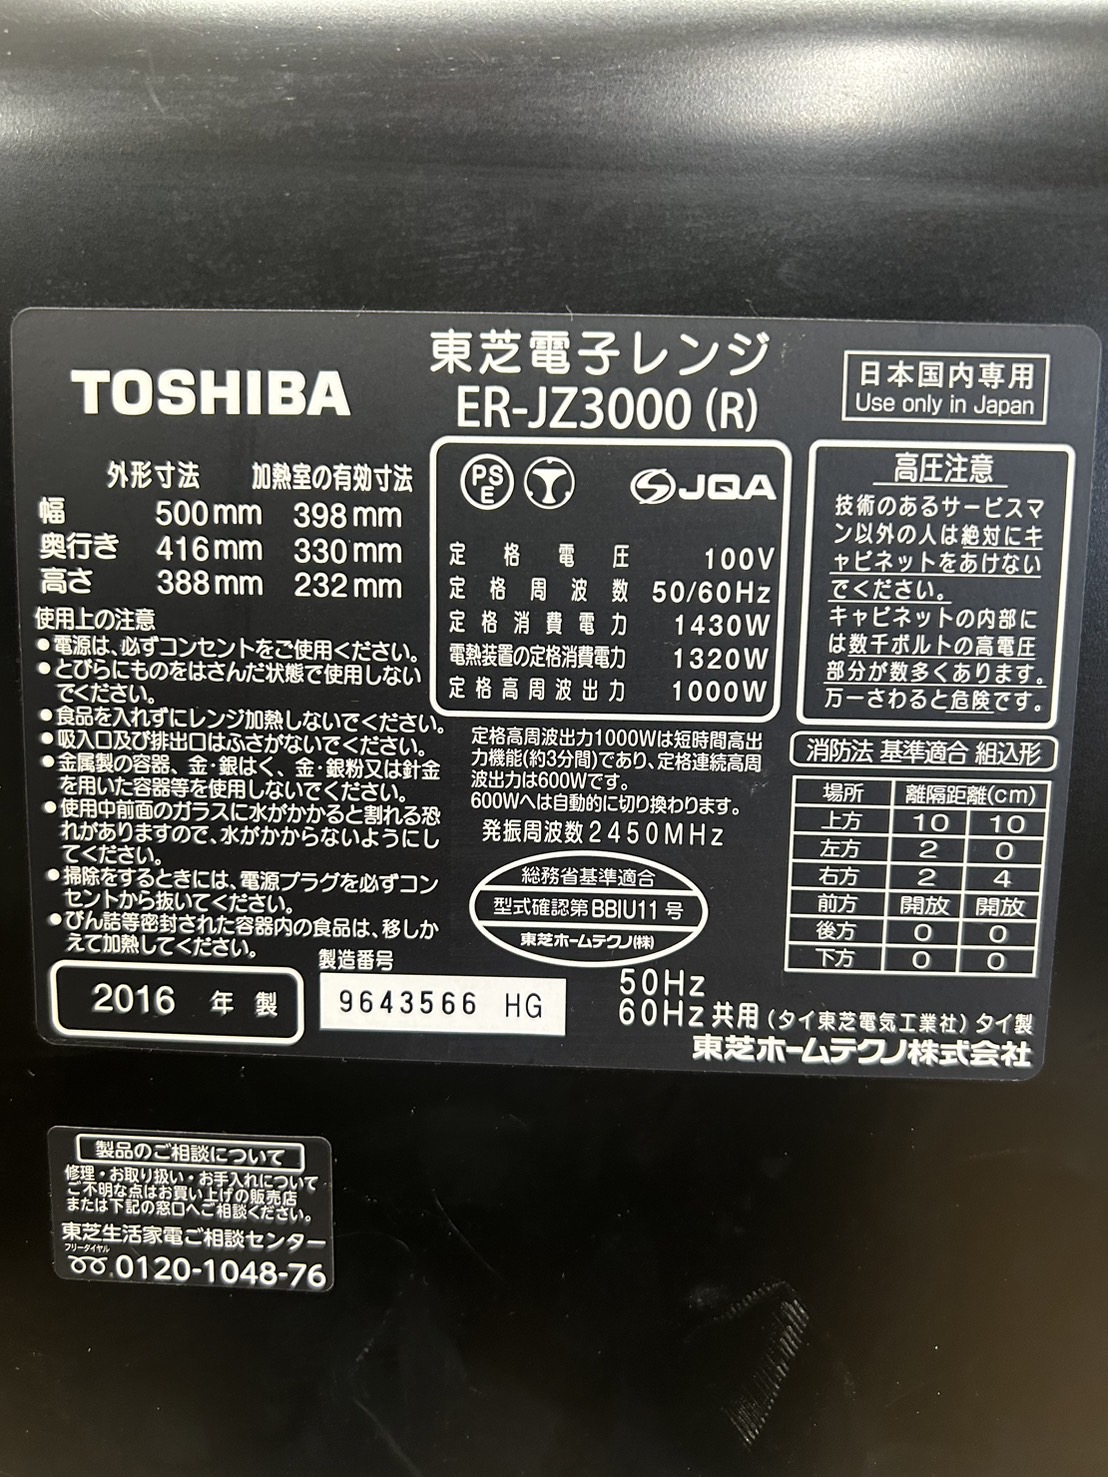 TOSHIBA
東芝電子レンジ
ER-JZ3000 (R)
日本国内専用
Use only in Japan
外形寸法 加熱室の有効寸法
幅 500mm 398mm
奥行き 416mm 330mm
高さ 388mm 232mm
使用上の注意
●電源は、必ずコンセントをご使用ください。
●とびらにものをはさんだ状態で使用しない
でください。
●食品を入れずにレンジ加熱しないでください。
●吸入口及び排出口はふさがないでください。
●金属製の容器、金・銀はく、金・銀粉又は針金
を用いた容器等を使用しないでください。
●使用中前面のガラスに水がかかると割れる恐
れがありますので、水がかからないようにし
てください。
●掃除をするときには、電源プラグを必ずコン
セントから抜いてください。
●びん詰等密封された容器内の食品は、移しか
えて加熱してください。
2016 年 製
製造番号
9643566 HG
PS
E
JQA
定格電圧 100V
定格周波数 50/60Hz
定格消費電力 1430W
電熱装置の定格消費電力 1320W
定格高周波出力 1000W
定格高周波出力1000Wは短時間高出
力機能(約3分間)であり、定格連続高周
波出力は600Wです。
600Wへは自動的に切り換わります。
発振周波数2450MHz
総務省基準適合
型式確認第BBIU11号
東芝ホームテクノ(株)
高圧注意
技術のあるサービスマ
ン以外の人は絶対にキ
ャビネットをあけない
でください。
キャビネットの内部に
は数千ボルトの高電圧
部分が数多くあります。
万一さわると危険です。
消防法 基準適合 組込形
場所 離隔距離(cm)
上方 10 10
左方 2 0
右方 2 4
前方 開放 開放
後方 0 0
下方 0 0
50Hz
60Hz共用 (タイ東芝電気工業社) タイ製
東芝ホームテクノ株式会社
製品のご相談について
修理・お取り扱い・お手入れについて
ご不明な点はお買い上げの販売店
または下記の窓口へご相談ください。
東芝生活家電ご相談センター
フリーダイヤル
0120-1048-76